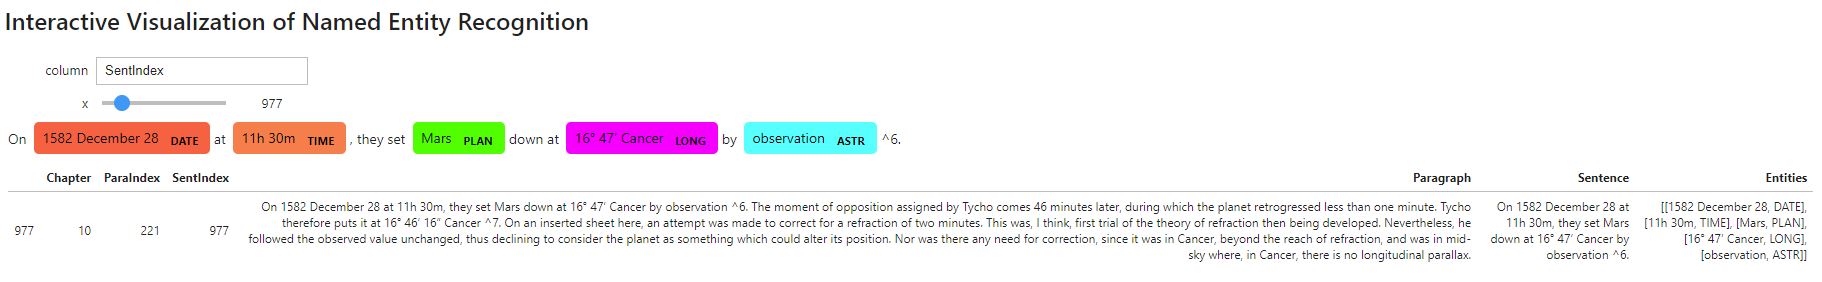 Interactive Visualization of Named Entity Recognition
column SentIndex
x 977
On 1582 December 28 DATE at 11h 30m TIME , they set Mars PLAN down at 16° 47’ Cancer LONG by observation ASTR ^6.
Chapter ParaIndex SentIndex Paragraph Sentence Entities
977 10 221 977
On 1582 December 28 at 11h 30m, they set Mars down at 16° 47’ Cancer by observation ^6. The moment of opposition assigned by Tycho comes 46 minutes later, during which the planet retrogressed less than one minute. Tycho
therefore puts it at 16° 46’ 16” Cancer ^7. On an inserted sheet here, an attempt was made to correct for a refraction of two minutes. This was, I think, first trial of the theory of refraction then being developed. Nevertheless, he
followed the observed value unchanged, thus declining to consider the planet as something which could alter its position. Nor was there any need for correction, since it was in Cancer, beyond the reach of refraction, and was in mid-
sky where, in Cancer, there is no longitudinal parallax.
On 1582 December 28 at
11h 30m, they set Mars
down at 16° 47’ Cancer by
observation ^6.
[[1582 December 28, DATE],
[11h 30m, TIME], [Mars, PLAN],
[16° 47’ Cancer, LONG],
[observation, ASTR]]